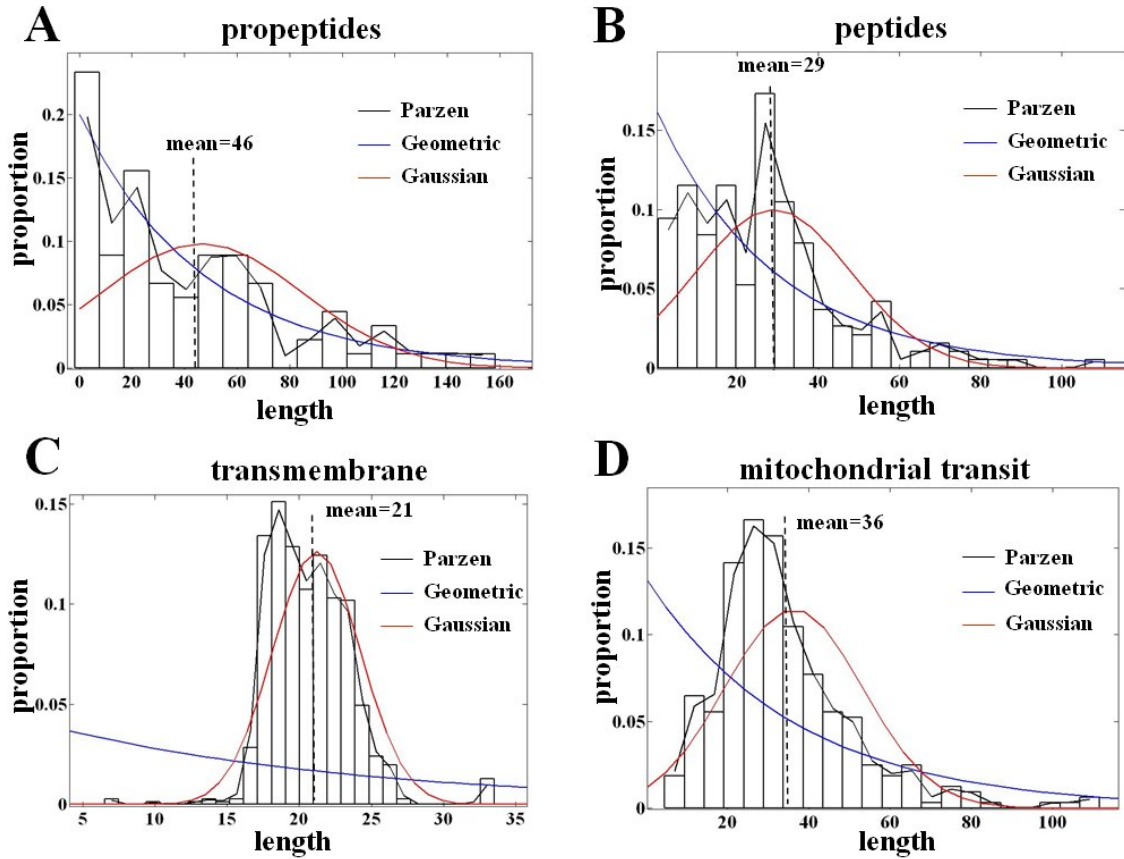 A
propeptides
mean=46
Parzen
Geometric
Gaussian
proportion
0.2
0.15
0.1
0.05
0
0 20 40 60 80 100 120 140 160
length
B
peptides
mean=29
Parzen
Geometric
Gaussian
proportion
0.15
0.1
0.05
0
20 40 60 80 100
length
C
transmembrane
mean=21
Parzen
Geometric
Gaussian
proportion
0.15
0.1
0.05
0
5 10 15 20 25 30 35
length
D
mitochondrial transit
mean=36
Parzen
Geometric
Gaussian
proportion
0.15
0.1
0.05
0
20 40 60 80 100
length